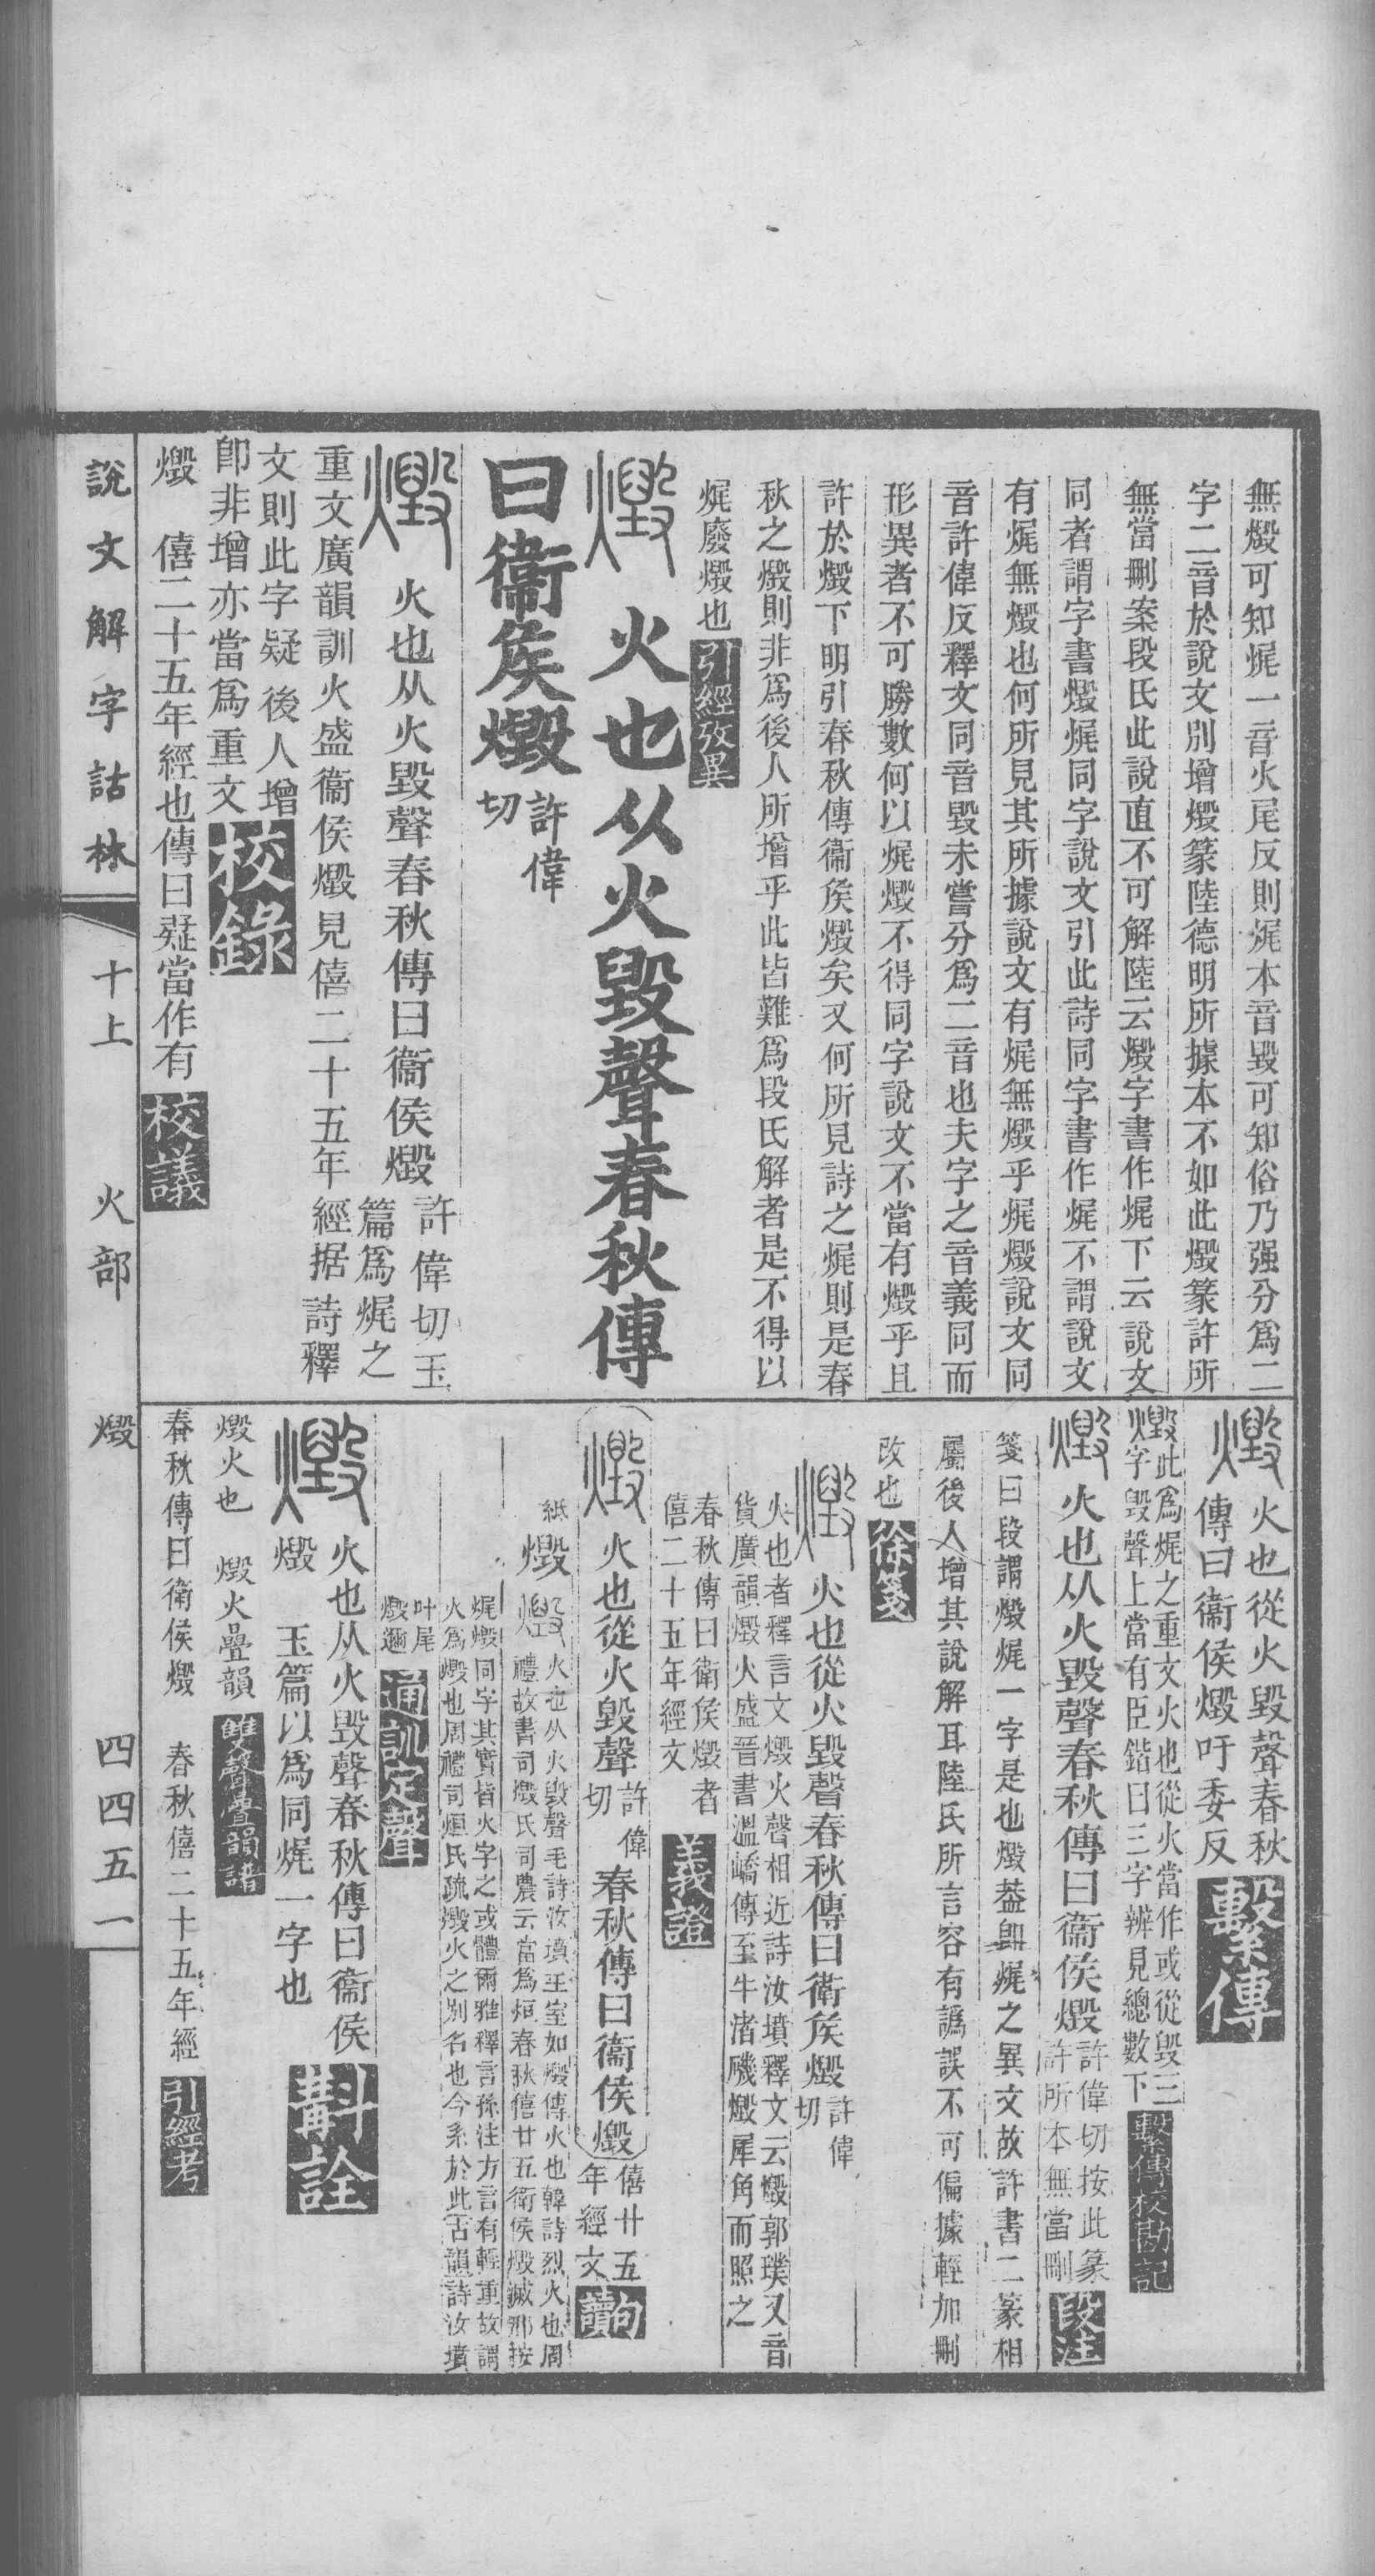 無燬可知焜一音火尾反則焜本音毀可知俗乃强分爲二
字二音於說文別增燬篆陸德明所據本不如此燬篆許所
無當刪案段氏此說直不可解陸云燬字書作焜下云說文
同者謂字書燬焜同字說文引此詩同字書作焜不謂說文
有焜無燬也何所見其所據說文有焜無燬乎焜燬說文同
音許偉反釋文同音毀未嘗分爲二音也夫字之音義同而
形異者不可勝數何以焜燬不得同字說文不當有燬乎且
許於燬下明引春秋傳衞矦燬矣又何所見詩之焜則是春
秋之燬則非爲後人所增乎此皆難爲段氏解者是不得以
焜廢燬也 引經攷異
燬 火也从火毀聲春秋傳
曰衞矦燬 許偉切
燬 火也从火毀聲春秋傳曰衞侯燬 許偉切玉篇爲焜之
重文廣韻訓火盛衞侯燬見僖二十五年經据詩釋
文則此字疑後人增
卽非增亦當爲重文 校錄
燬 僖二十五年經也傳曰疑當作有 校議
燬 火也從火毀聲春秋
傳曰衞侯燬吁委反 繫傳
燬 此爲焜之重文火也從火當作或從毀三
字毀聲上當有臣鍇曰三字辨見總數下 繫傳校勘記
燬 火也从火毀聲春秋傳曰衞侯燬 許偉切按此篆許所本無當刪 段注
箋曰段謂燬焜一字是也燬葢卽焜之異文故許書二篆相
屬後人增其說解耳陸氏所言容有譌誤不可偏據輕加刪
改也 徐箋
燬 火也從火毀聲春秋傳曰衛矦燬 許偉切
火也者釋言文燬火聲相近詩汝墳釋文云燬郭璞又音
貨廣韻燬火盛晉書溫嶠傳至牛渚磯燬犀角而照之
春秋傳曰衛矦燬者
僖二十五年經文 義證
燬 火也從火毀聲 許偉切 春秋傳曰衞侯燬 僖廿五年經文 句讀
紙 燬 燬 火也从火毀聲毛詩汝墳王室如燬傳火也韓詩烈火也周
禮故書司燬氏司農云當爲烜春秋僖廿五衛侯燬滅邢按
焜燬同字其實皆火字之或體爾雅釋言孫注方言有輕重故謂
火爲燬也周禮司烜氏疏燬火之別名也今系於此古韻詩汝墳
叶尾
燬邇 通訓定聲
燬 火也从火毀聲春秋傳曰衞侯
燬 玉篇以爲同焜一字也 斠詮
燬火也 燬火疊韻 雙聲疊韻譜
春秋傳曰衛侯燬 春秋僖二十五年經 引經考
說文解字詁林 十上 火部 燬 四四五一